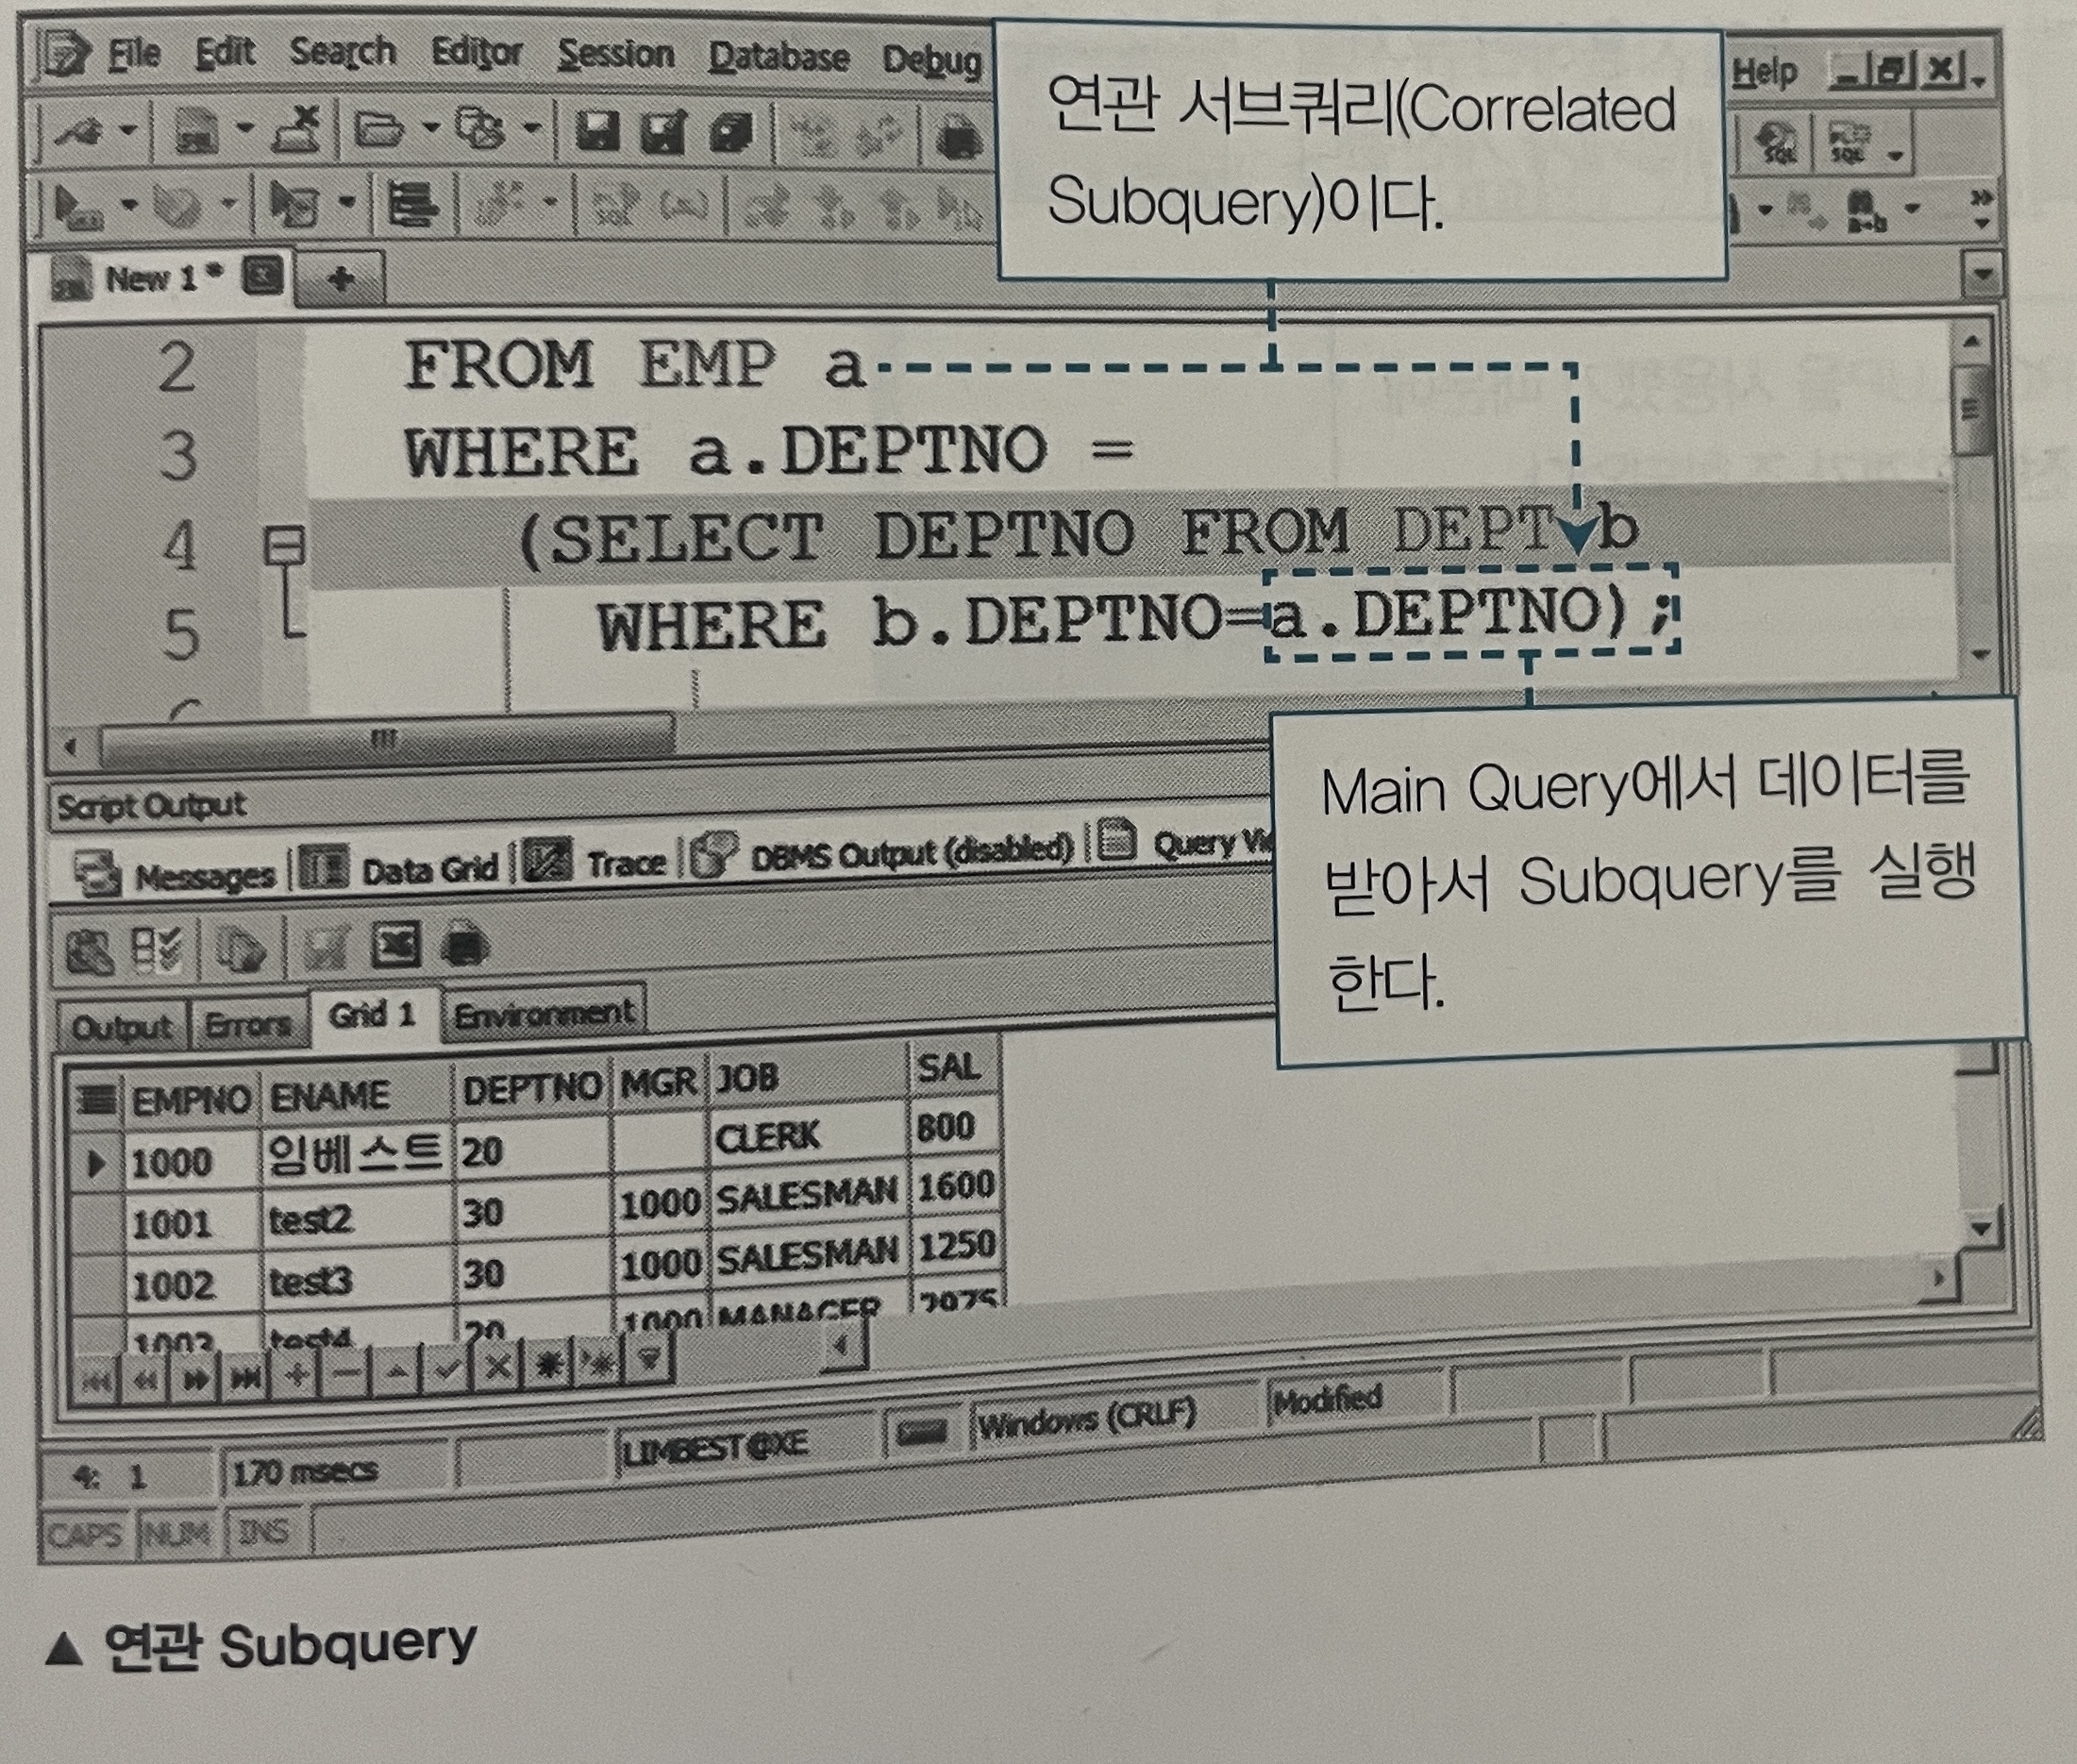 File Edit Search Editor Session Database Debug
Help
연관 서브쿼리(Correlated
Subquery)이다.
SQL
SQL
New 1 *
2 FROM EMP a
3 WHERE a.DEPTNO =
4 (SELECT DEPTNO FROM DEPT b
5 WHERE b.DEPTNO=a.DEPTNO);
Main Query에서 데이터를
받아서 Subquery를 실행
한다.
Script Output
Messages Data Grid Trace DBMS Output (disabled) Query
Output Errors Grid 1 Environment
EMPNO ENAME DEPTNO MGR JOB SAL
1000 임베스트 20 CLERK 800
1001 test2 30 1000 SALESMAN 1600
1002 test3 30 1000 SALESMAN 1250
1003 test4 20 1000 MANAGER 2975
4: 1 170 msecs LIMBEST@XE Windows (CRLF) Modified
CAPS NUM INS
▲ 연관 Subquery